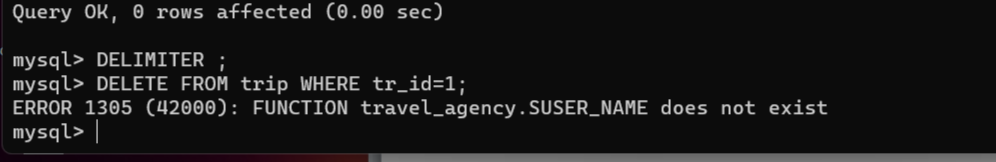 Query OK, 0 rows affected (0.00 sec)
mysql> DELIMITER ;
mysql> DELETE FROM trip WHERE tr_id=1;
ERROR 1305 (42000): FUNCTION travel_agency.SUSER_NAME does not exist
mysql>